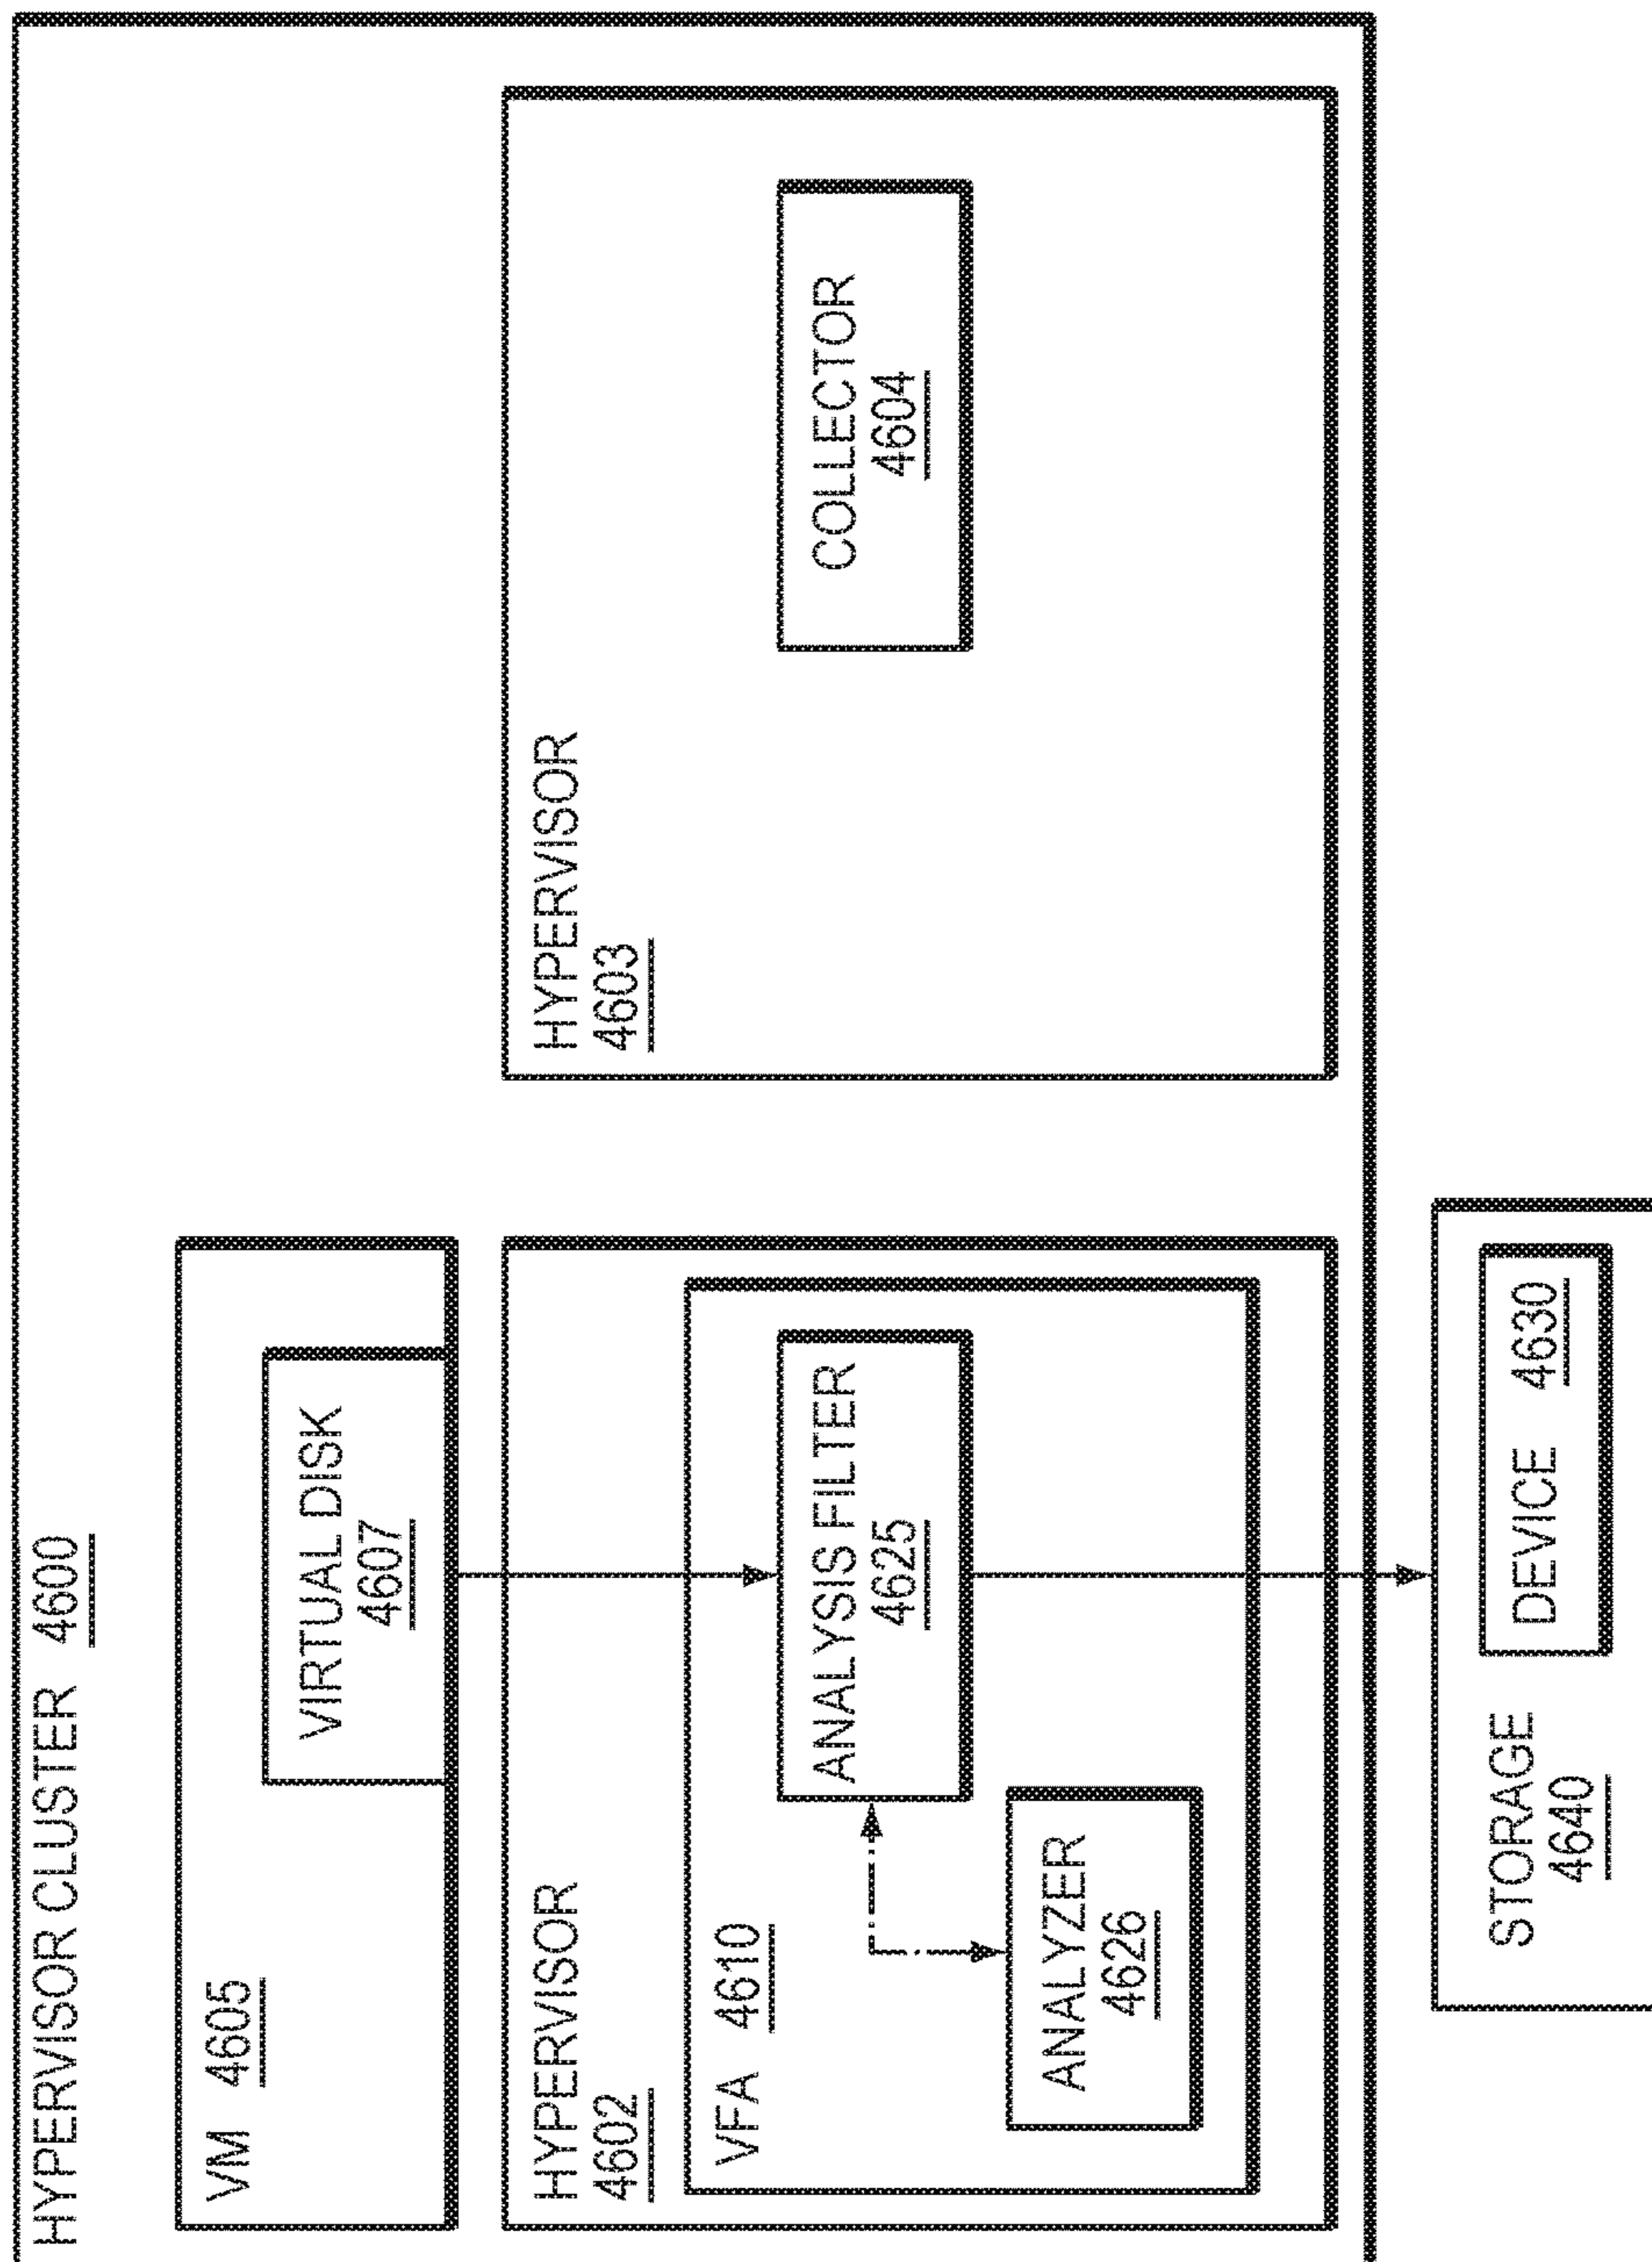 HYPERVISOR CLUSTER 4600
VM 4605
VIRTUAL DISK
4607
HYPERVISOR
4602
VFA 4610
ANALYSIS FILTER
4625
ANALYZER
4626
HYPERVISOR
4603
COLLECTOR
4604
STORAGE
4640
DEVICE 4630